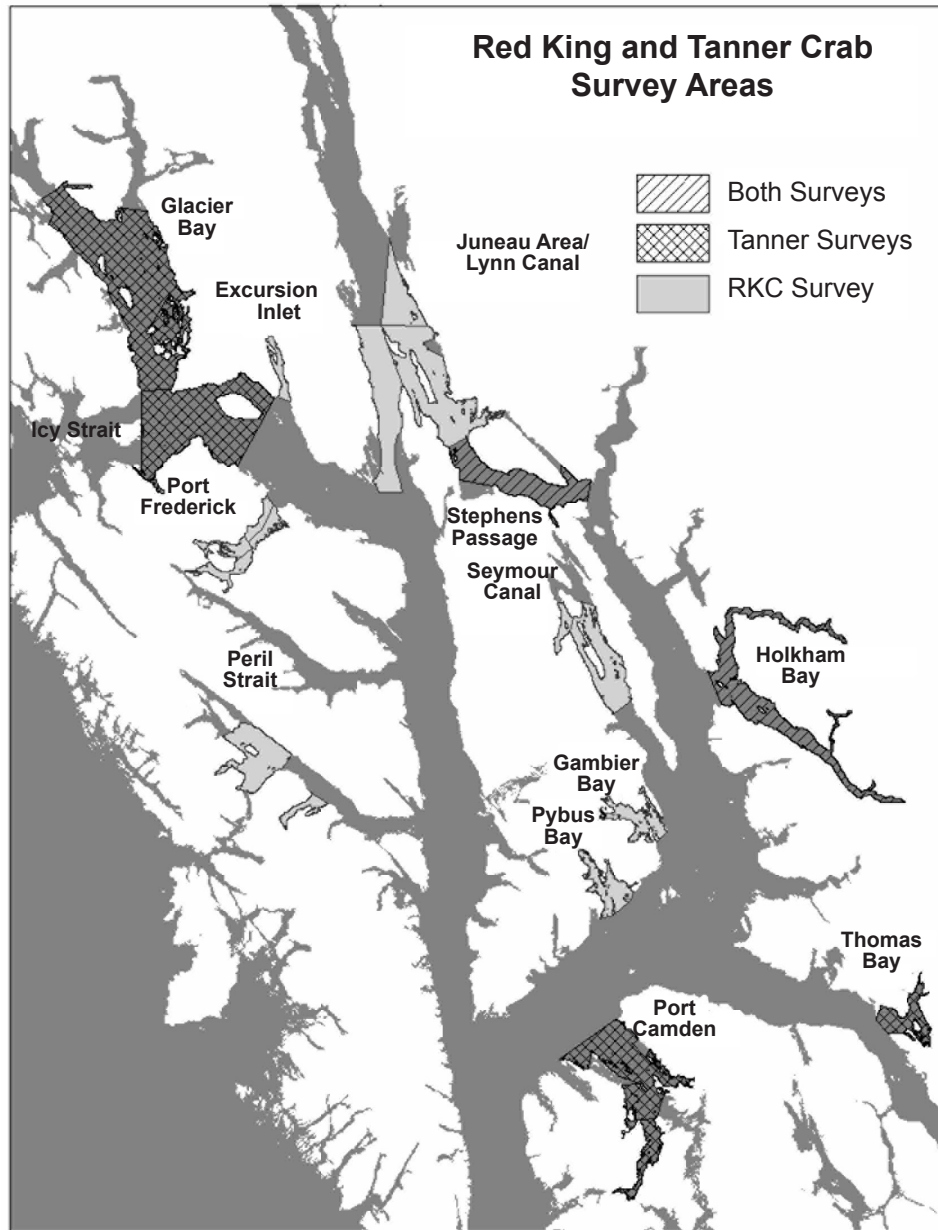 Red King and Tanner Crab
Survey Areas
Both Surveys
Tanner Surveys
RKC Survey
Glacier
Bay
Juneau Area/
Lynn Canal
Excursion
Inlet
Icy Strait
Port
Frederick
Stephens
Passage
Seymour
Canal
Peril
Strait
Holkham
Bay
Gambier
Bay
Pybus
Bay
Thomas
Bay
Port
Camden